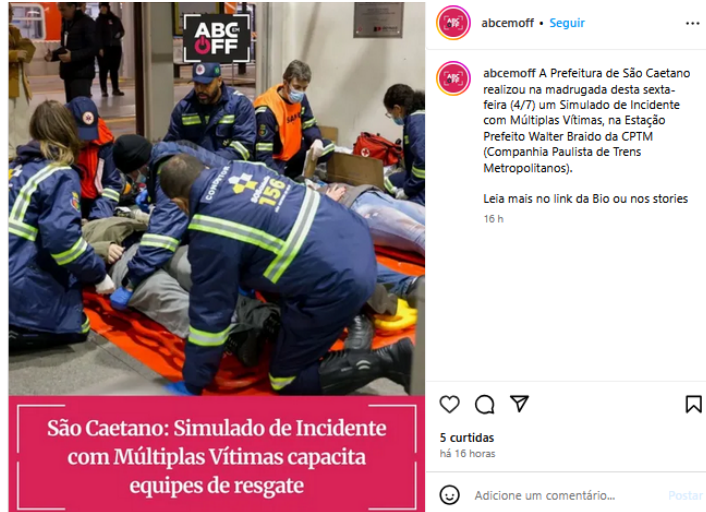 ABC
EM
OFF
CONDUTOR
156
abcemoff • Seguir
abcemoff A Prefeitura de São Caetano
realizou na madrugada desta sexta-
feira (4/7) um Simulado de Incidente
com Múltiplas Vítimas, na Estação
Prefeito Walter Braido da CPTM
(Companhia Paulista de Trens
Metropolitanos).
Leia mais no link da Bio ou nos stories
16 h
São Caetano: Simulado de Incidente
com Múltiplas Vítimas capacita
equipes de resgate
5 curtidas
há 16 horas
Adicione um comentário...
Postar